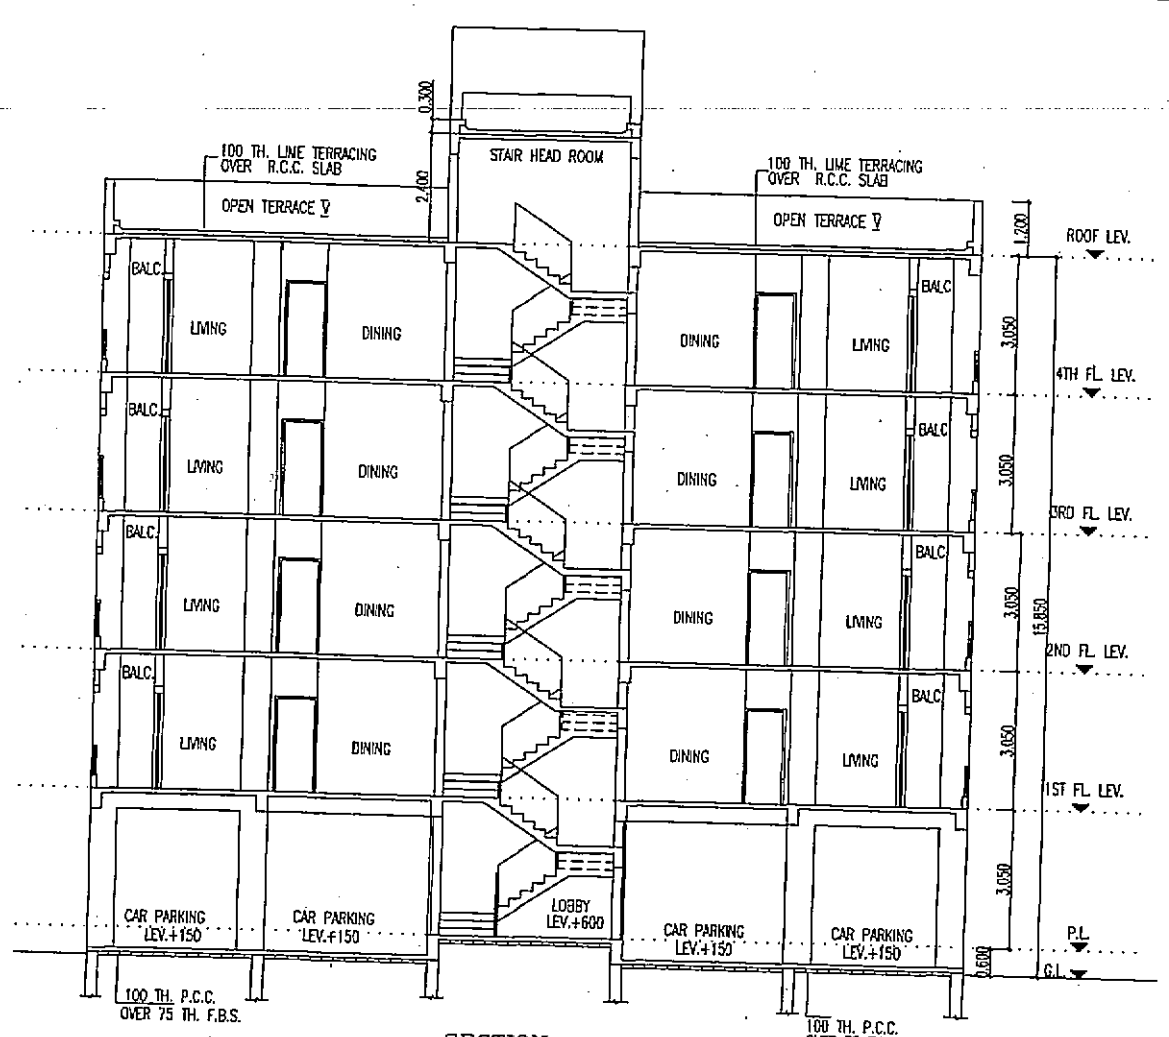 0.300
STAIR HEAD ROOM
100 TH. LIME TERRACING
OVER R.C.C. SLAB
100 TH. LIME TERRACING
OVER R.C.C. SLAB
2.400
OPEN TERRACE V
OPEN TERRACE V
1.200
ROOF LEV.
BALC.
LIVING
DINING
DINING
LIVING
BALC
3.050
4TH FL. LEV.
BALC.
LIVING
DINING
DINING
LIVING
BALC
3.050
3RD FL. LEV.
BALC.
LIVING
DINING
DINING
LIVING
BALC
3.050
15.850
2ND FL. LEV.
BALC.
LIVING
DINING
DINING
LIVING
BALC
3.050
1ST FL. LEV.
3.050
CAR PARKING
LEV.+150
CAR PARKING
LEV.+150
LOBBY
LEV.+600
CAR PARKING
LEV.+150
CAR PARKING
LEV.+150
P.L.
0.600
G.L.
100 TH. P.C.C.
OVER 75 TH. F.B.S.
100 TH. P.C.C.
SECTION